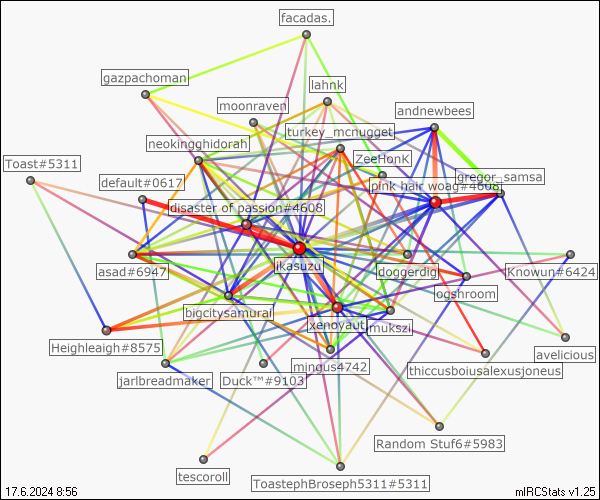 facadas.
gazpachoman
lahnk
moonraven
andnewbees
turkey_mcnugget
neokingghidorah
ZeeHonK
Toast#5311
gregor_samsa
default#0617
pink hair woag#4608
disaster of passion#4608
ikasuzu
asad#6947
doggerdig
Knowun#6424
ogshroom
bigcitysamurai
xenoyaut
mukszi
Heighleaigh#8575
avelicious
mingus4742
thiccusboiusalexusjoneus
jarlbreadmaker
Duck™#9103
Random Stuf6#5983
tescoroll
ToastephBroseph5311#5311
17.6.2024 8:56
mIRCStats v1.25